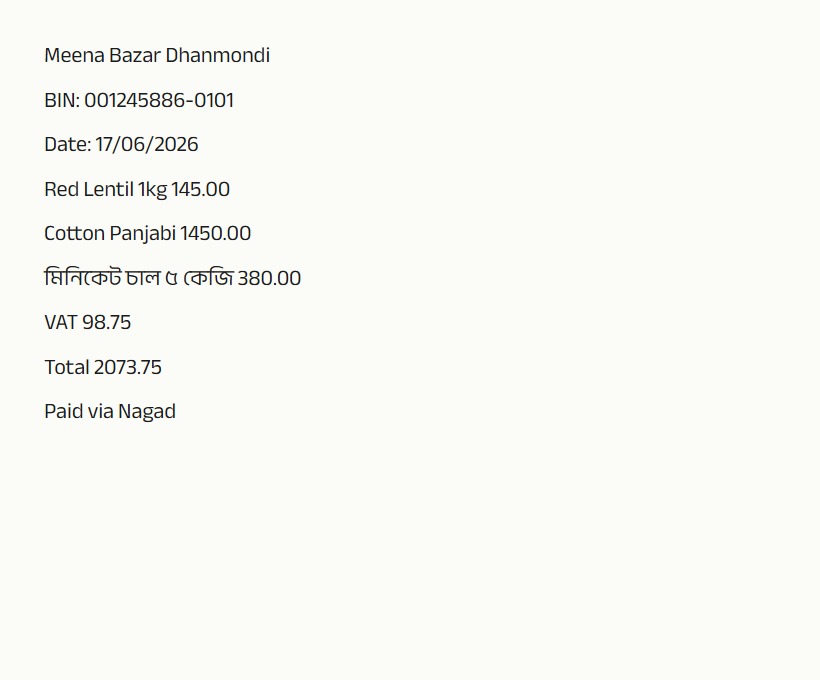 Meena Bazar Dhanmondi
BIN: 001245886-0101
Date: 17/06/2026
Red Lentil 1kg 145.00
Cotton Panjabi 1450.00
মিনিকেট চাল ৫ কেজি 380.00
VAT 98.75
Total 2073.75
Paid via Nagad